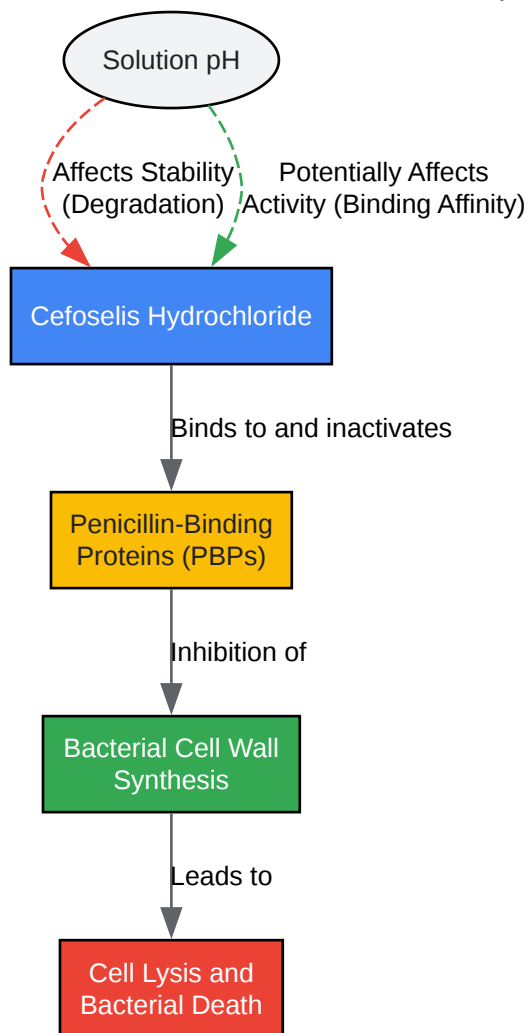 Solution pH
Affects Stability
(Degradation)
Potentially Affects
Activity (Binding Affinity)
Cefoselis Hydrochloride
Binds to and inactivates
Penicillin-Binding
Proteins (PBPs)
Inhibition of
Bacterial Cell Wall
Synthesis
Leads to
Cell Lysis and
Bacterial Death